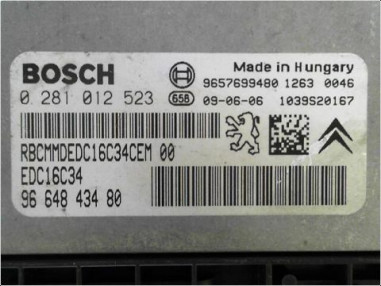 BOSCH
Made in Hungary
9657699480 1263 0046
0 281 012 523
658 09-06-06 1039S20167
RBCMMDEDC16C34CEM 00
EDC16C34
96 648 434 80